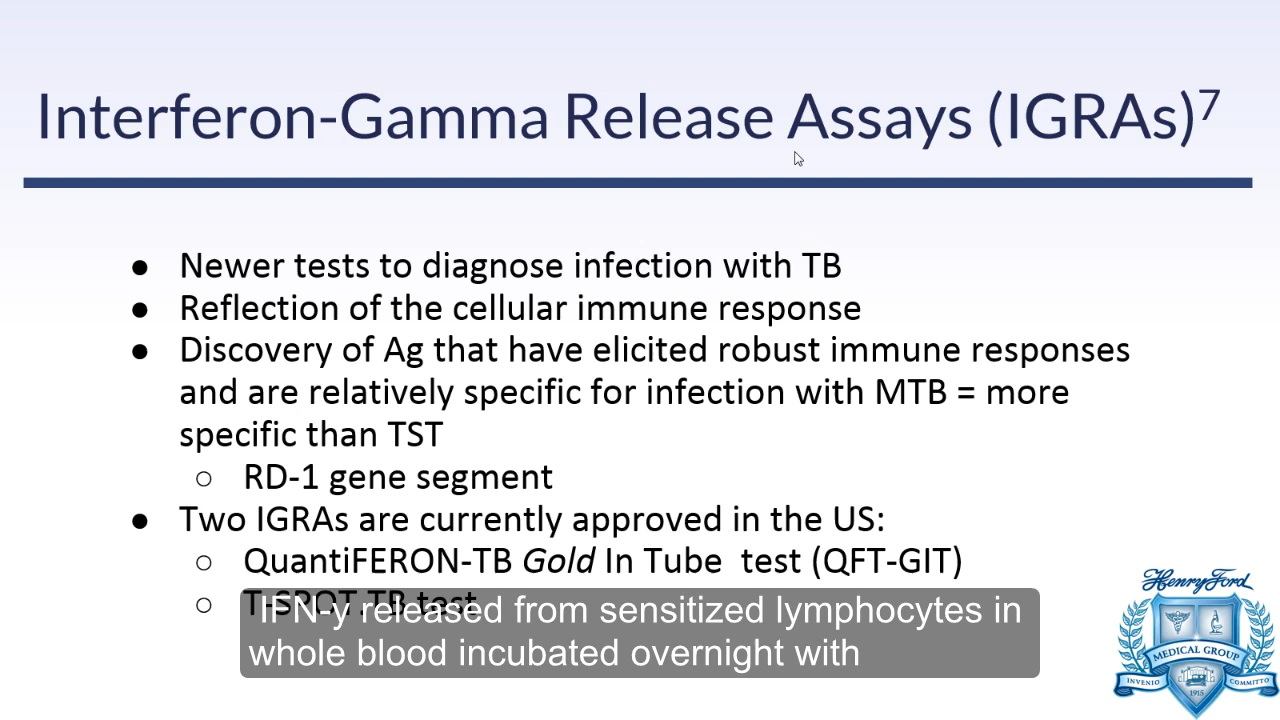 Interferon-Gamma Release Assays (IGRAs)7
● Newer tests to diagnose infection with TB
● Reflection of the cellular immune response
● Discovery of Ag that have elicited robust immune responses
and are relatively specific for infection with MTB = more
specific than TST
○ RD-1 gene segment
● Two IGRAs are currently approved in the US:
○ QuantiFERON-TB Gold In Tube test (QFT-GIT)
○ T-SPOT.TB test
IFN-y released from sensitized lymphocytes in
whole blood incubated overnight with
Henry Ford
MEDICAL GROUP
INVENIO
COMMITTO
1915